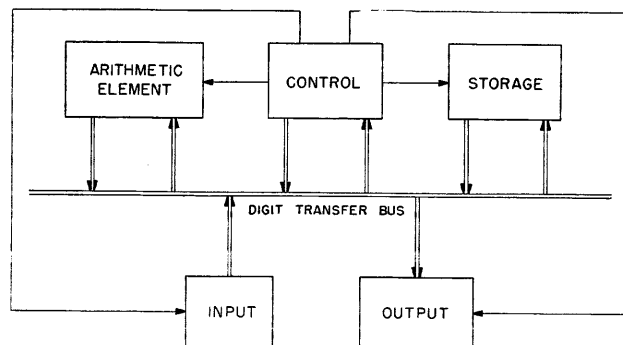 ARITHMETIC
ELEMENT
CONTROL
STORAGE
DIGIT TRANSFER BUS
INPUT
OUTPUT